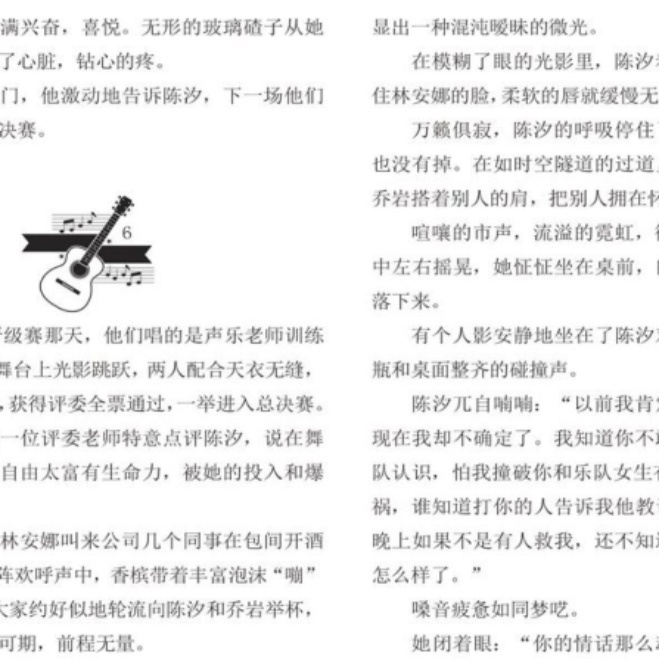 满兴奋，喜悦。无形的玻璃碴子从她
了心脏，钻心的疼。
门，他激动地告诉陈汐，下一场他们
决赛。
6
级赛那天，他们唱的是声乐老师训练
舞台上光影跳跃，两人配合天衣无缝，
，获得评委全票通过，一举进入总决赛。
一位评委老师特意点评陈汐，说在舞
自由太富有生命力，被她的投入和爆
林安娜叫来公司几个同事在包间开酒
阵欢呼声中，香槟带着丰富泡沫“嘣”
大家约好似地轮流向陈汐和乔岩举杯，
可期，前程无量。
显出一种混沌暧昧的微光。
在模糊了眼的光影里，陈汐
住林安娜的脸，柔软的唇就缓慢无
万籁俱寂，陈汐的呼吸停住
也没有掉。在如时空隧道的过道
乔岩搭着别人的肩，把别人拥在怀
喧嚷的市声，流溢的霓虹，
中左右摇晃，她怔怔坐在桌前，
落下来。
有个人影安静地坐在了陈汐
瓶和桌面整齐的碰撞声。
陈汐兀自喃喃：“以前我肯
现在我却不确定了。我知道你不
队认识，怕我撞破你和乐队女生
祸，谁知道打你的人告诉我他教
晚上如果不是有人救我，还不知
怎么样了。”
嗓音疲惫如同梦呓。
她闭着眼：“你的情话那么